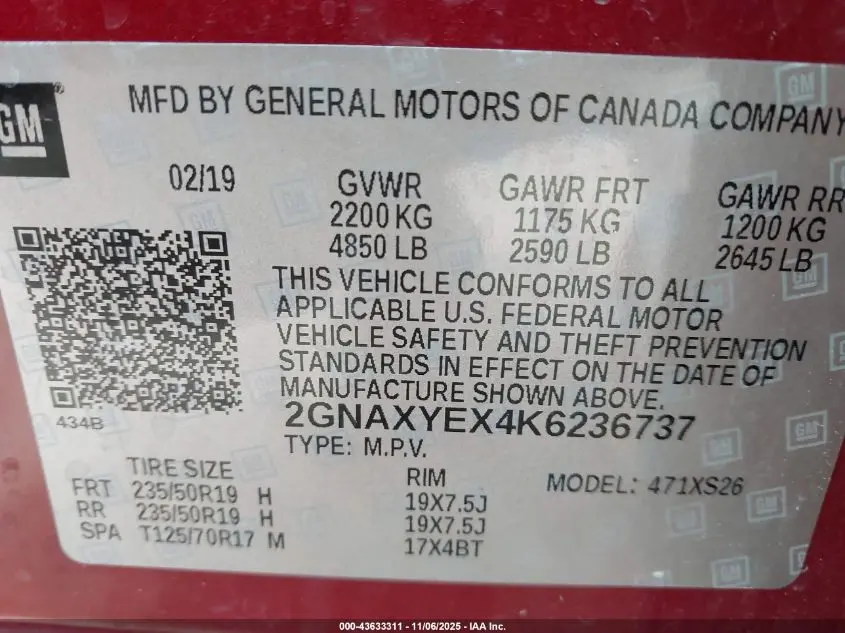 GM
MFD BY GENERAL MOTORS OF CANADA COMPANY
02/19 GVWR GAWR FRT GAWR RR
2200 KG 1175 KG 1200 KG
4850 LB 2590 LB 2645 LB
THIS VEHICLE CONFORMS TO ALL
APPLICABLE U.S. FEDERAL MOTOR
VEHICLE SAFETY AND THEFT PREVENTION
STANDARDS IN EFFECT ON THE DATE OF
MANUFACTURE SHOWN ABOVE.
434B
2GNAXYEX4K6236737
TYPE: M.P.V.
TIRE SIZE RIM MODEL: 471XS26
FRT 235/50R19 H 19X7.5J
RR 235/50R19 H 19X7.5J
SPA T125/70R17 M 17X4BT
000-43633311 - 11/06/2025 - IAA Inc.